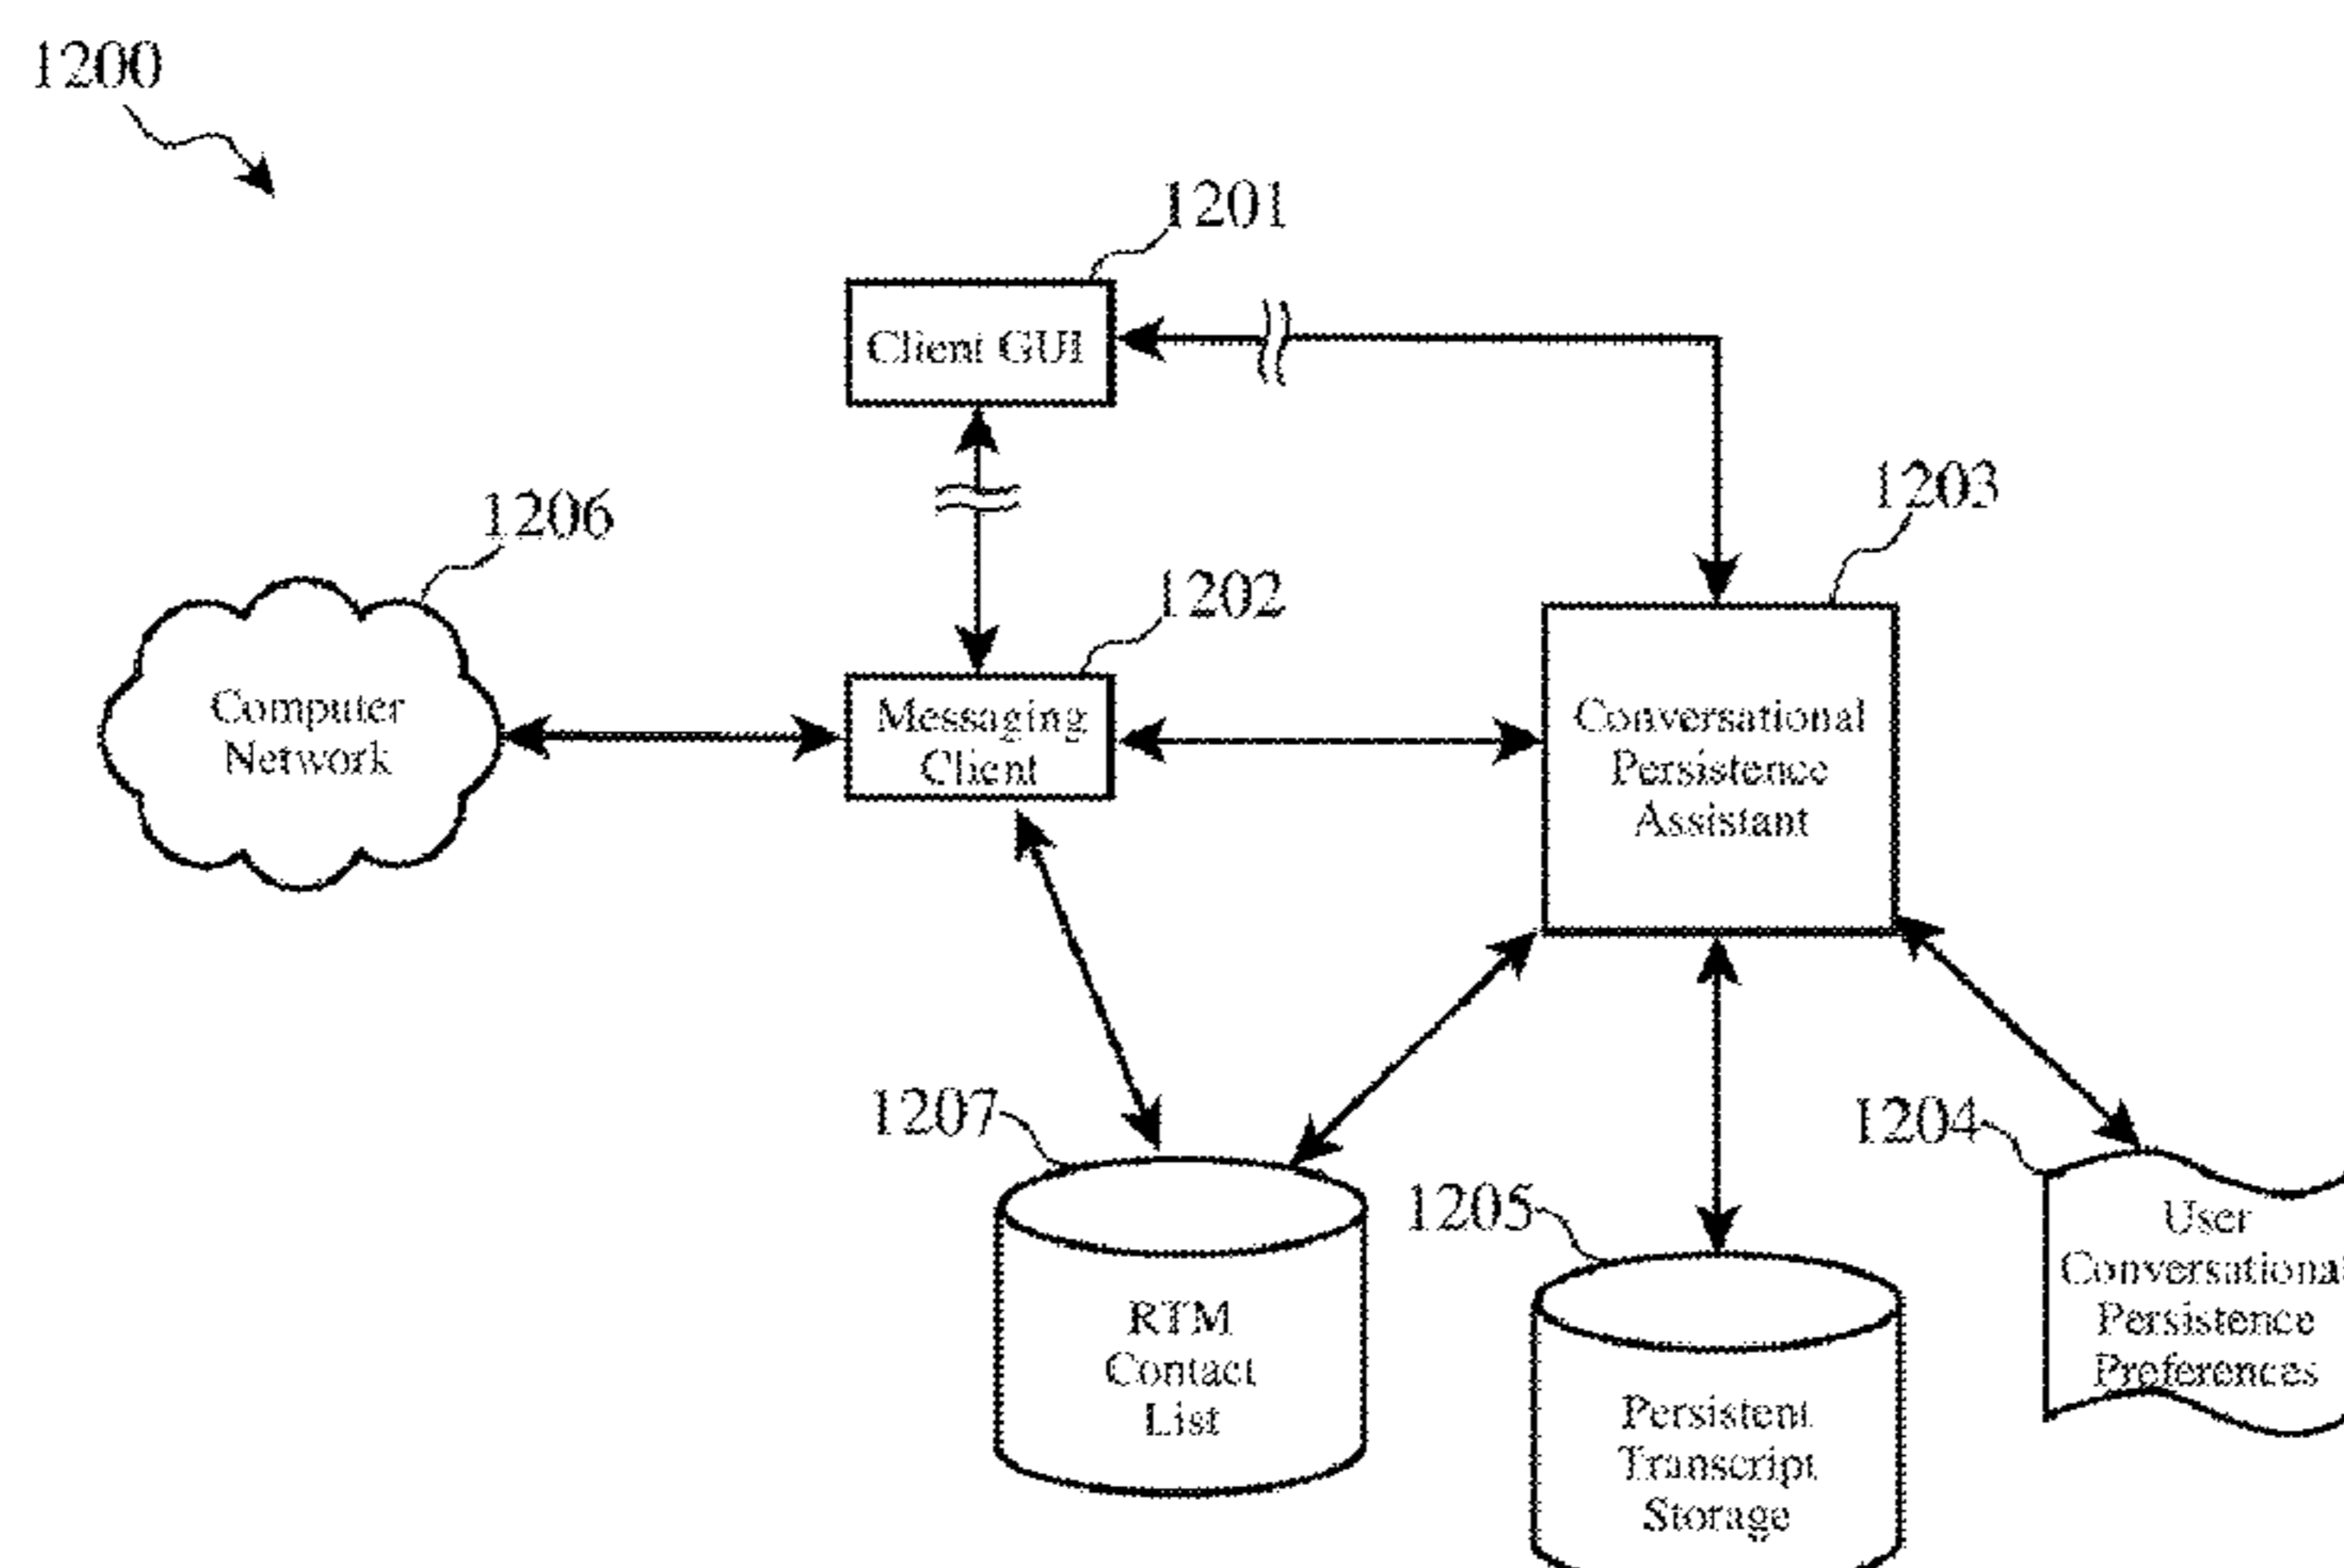 1200
1201
Client GUI
1203
1206
1202
Computer
Network
Messaging
Client
Conversational
Persistence
Assistant
1207
1204
1205
User
Conversational
Persistence
Preferences
RTM
Contact
List
Persistent
Transcript
Storage